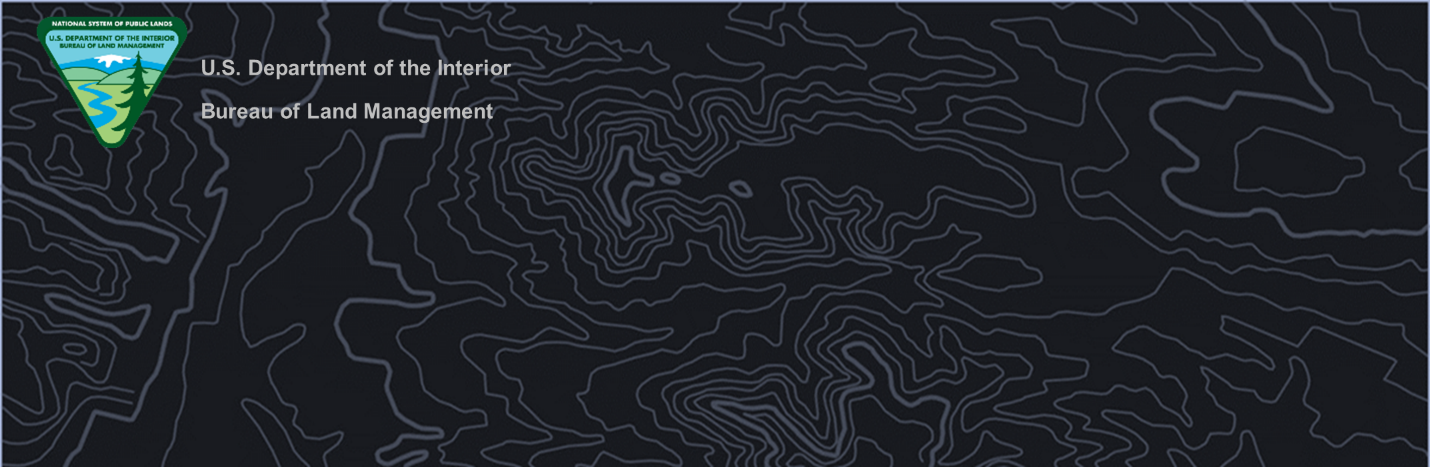 NATIONAL SYSTEM OF PUBLIC LANDS
U.S. DEPARTMENT OF THE INTERIOR
BUREAU OF LAND MANAGEMENT
U.S. Department of the Interior
Bureau of Land Management